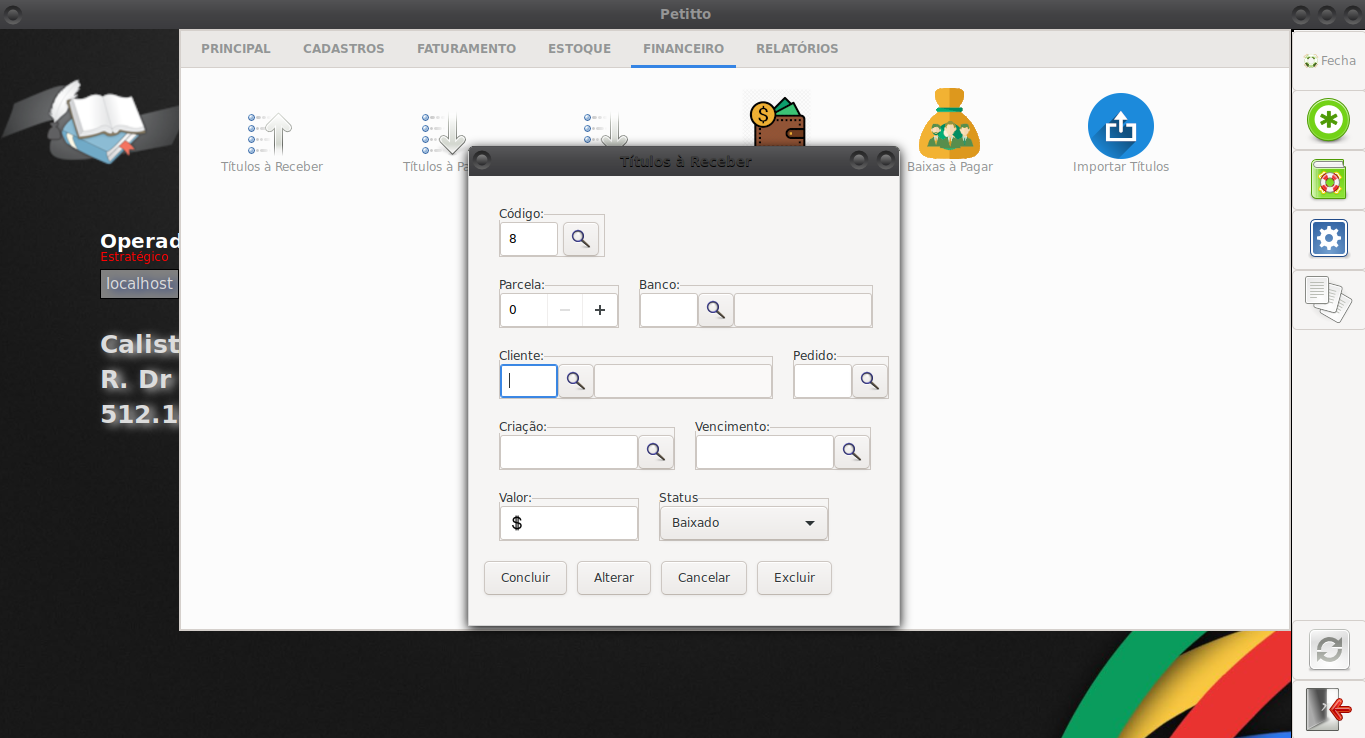 Petitto
PRINCIPAL CADASTROS FATURAMENTO ESTOQUE FINANCEIRO RELATÓRIOS
Fecha
Títulos à Receber
Títulos à Pa
Baixas à Pagar
Importar Títulos
Operad
Estratégico
localhost
Calist
R. Dr
512.1
Títulos à Receber
Código:
8
Parcela: Banco:
0 − +
Cliente: Pedido:
Criação: Vencimento:
Valor: Status
$ Baixado
Concluir Alterar Cancelar Excluir